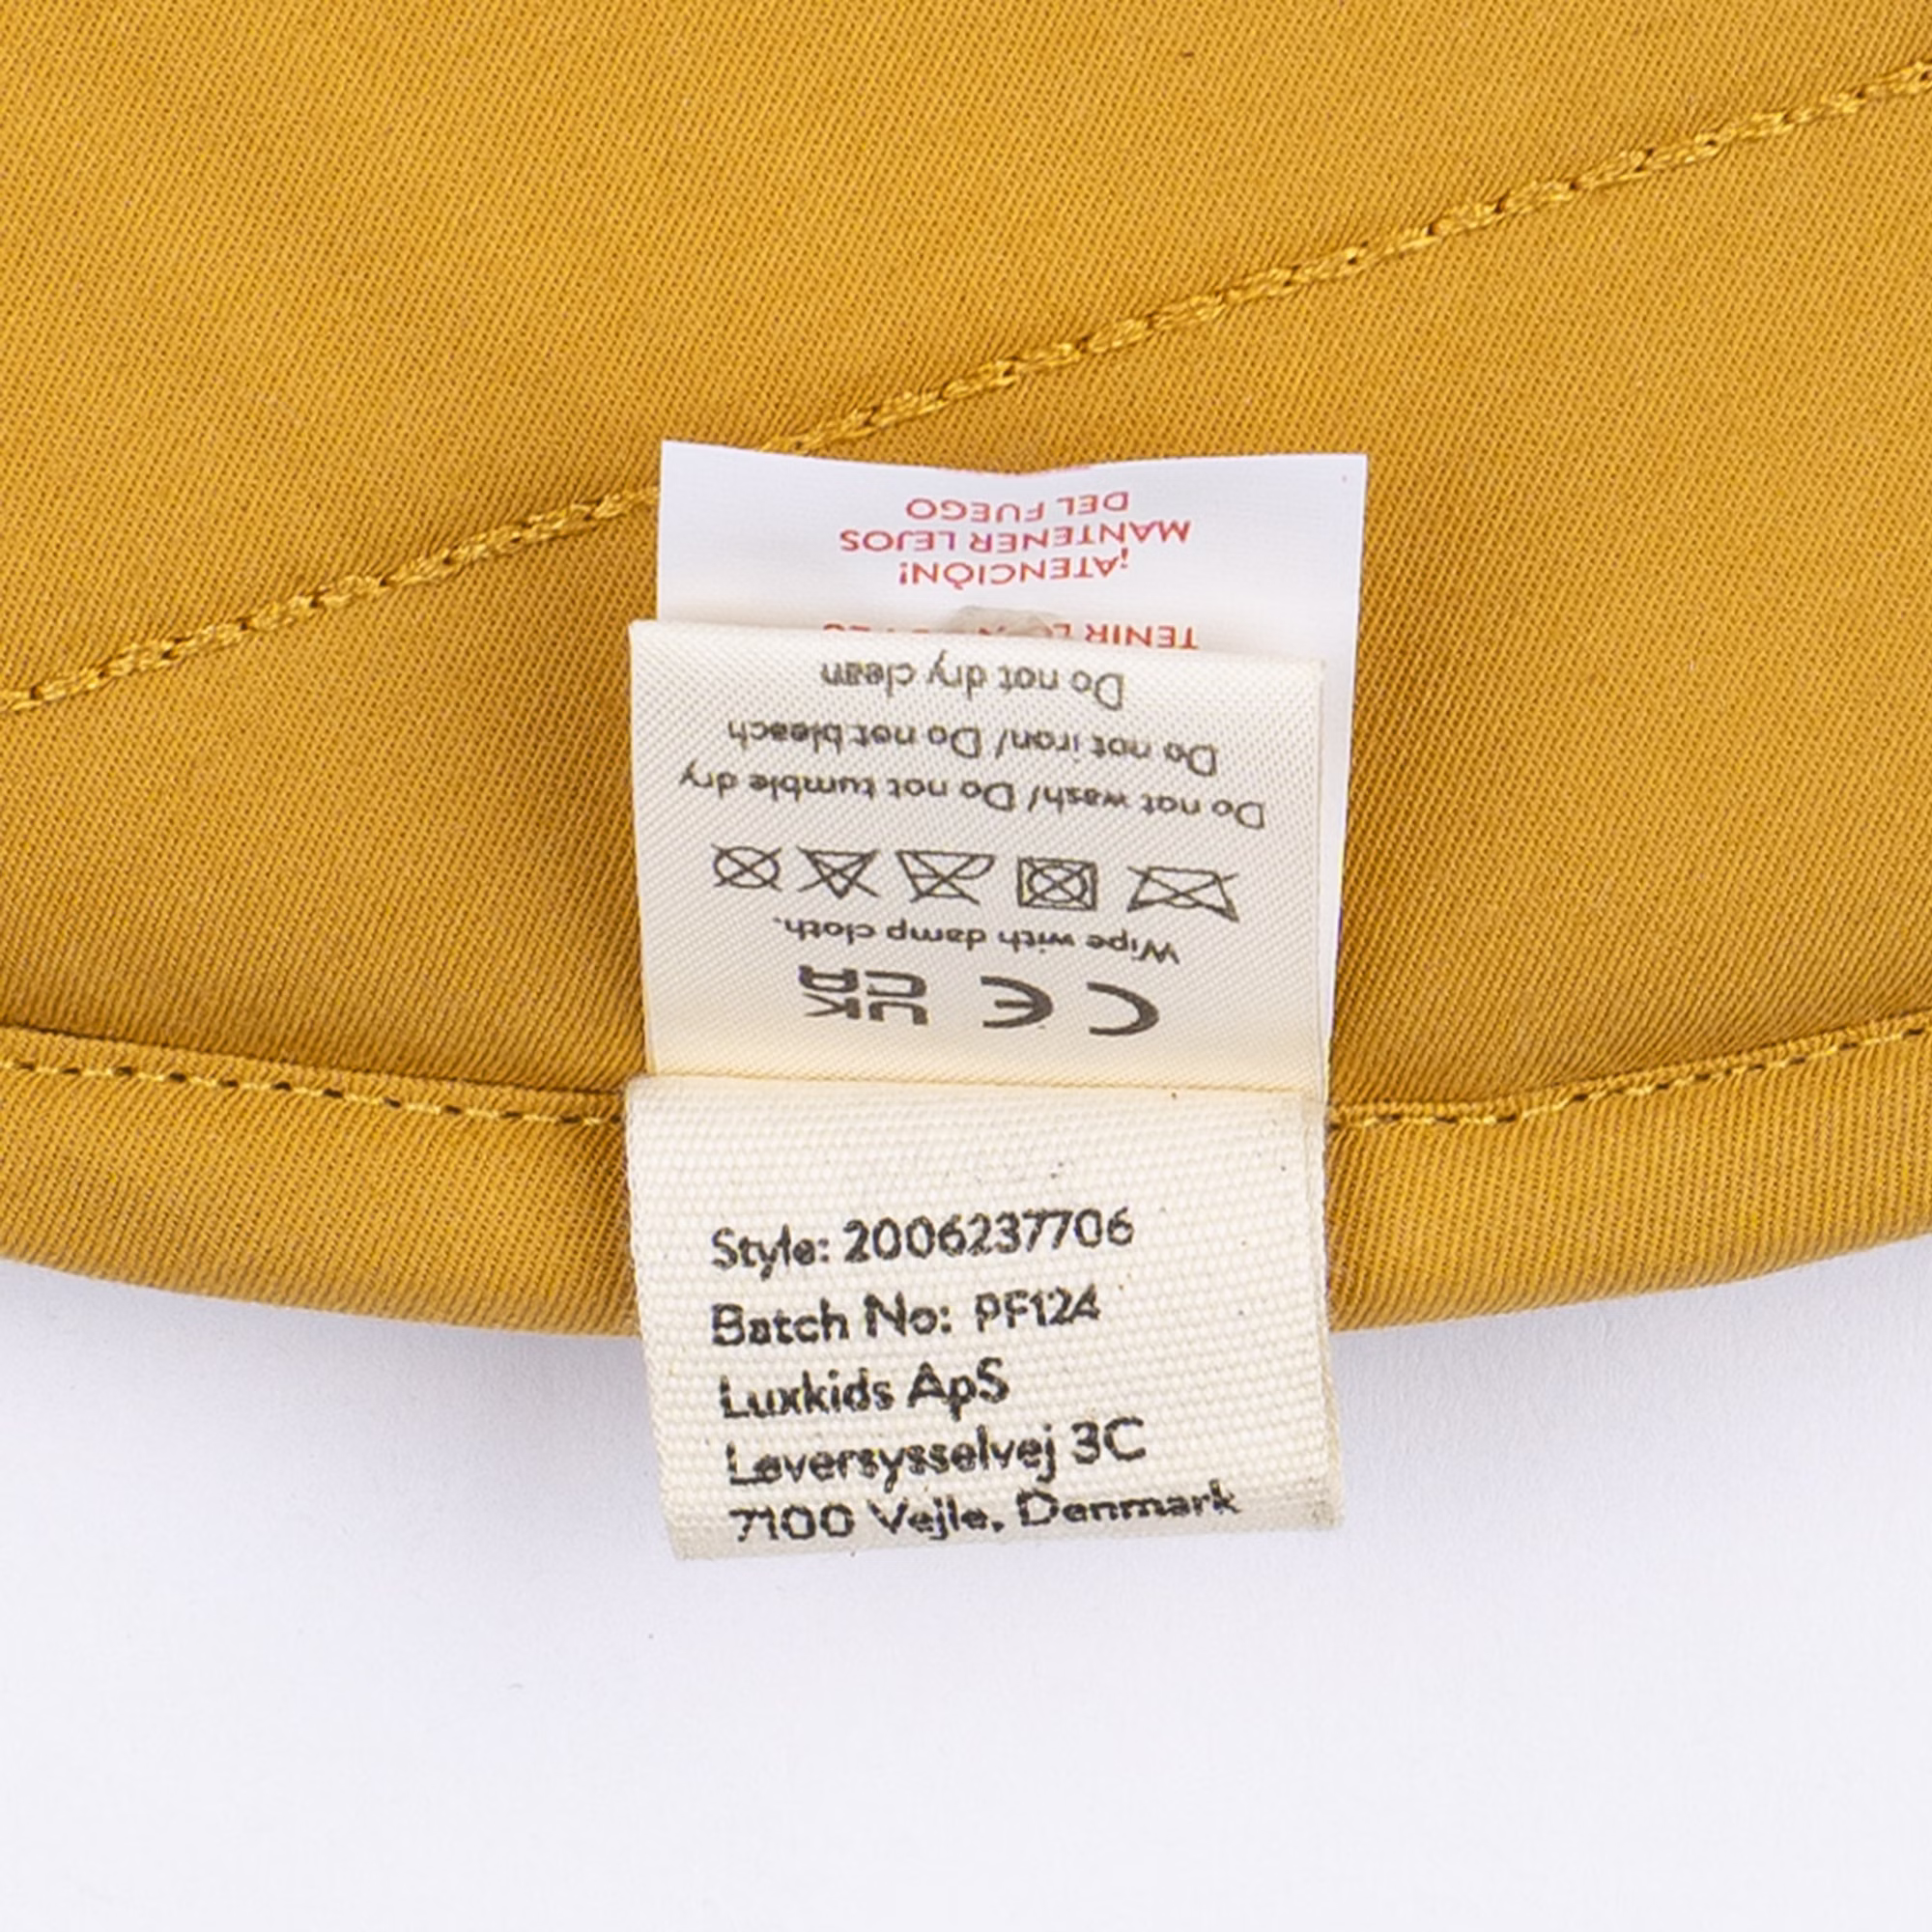 Style: 2006237706
Batch No: PF124
Luxkids ApS
Løversysselvej 3C
7100 Vejle, Denmark
CE UKCA
Wipe with damp cloth.
Do not wash/ Do not tumble dry
Do not iron/ Do not bleach
Do not dry clean
TENIR
¡ATENCIÓN!
MANTENER LEJOS
DEL FUEGO